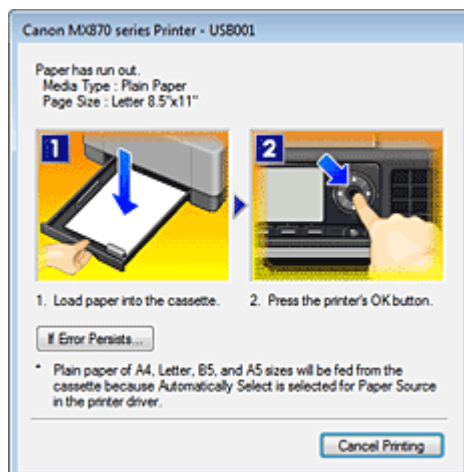 Canon MX870 series Printer - USB001
Paper has run out.
Media Type : Plain Paper
Page Size : Letter 8.5"x11"
1 2
1. Load paper into the cassette. 2. Press the printer's OK button.
If Error Persists...
* Plain paper of A4, Letter, B5, and A5 sizes will be fed from the
cassette because Automatically Select is selected for Paper Source
in the printer driver.
Cancel Printing